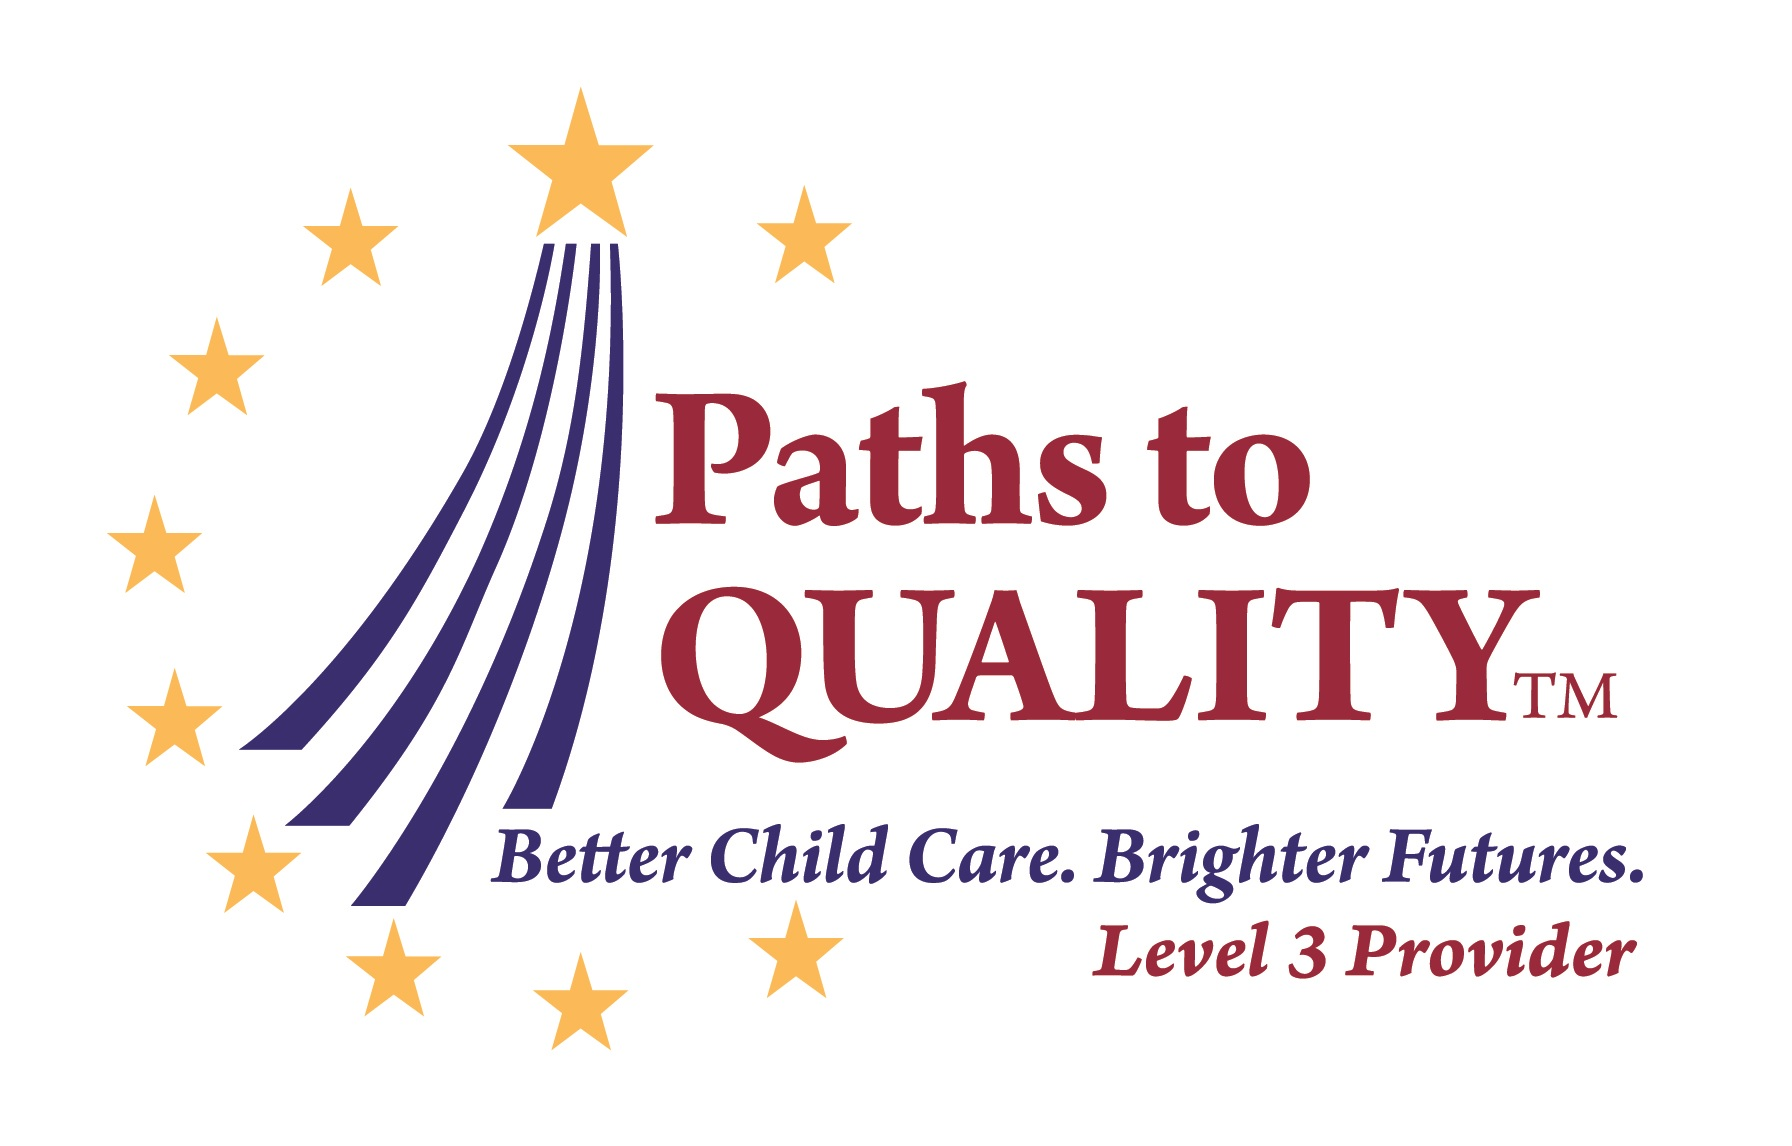 Paths to
QUALITY™
Better Child Care. Brighter Futures.
Level 3 Provider